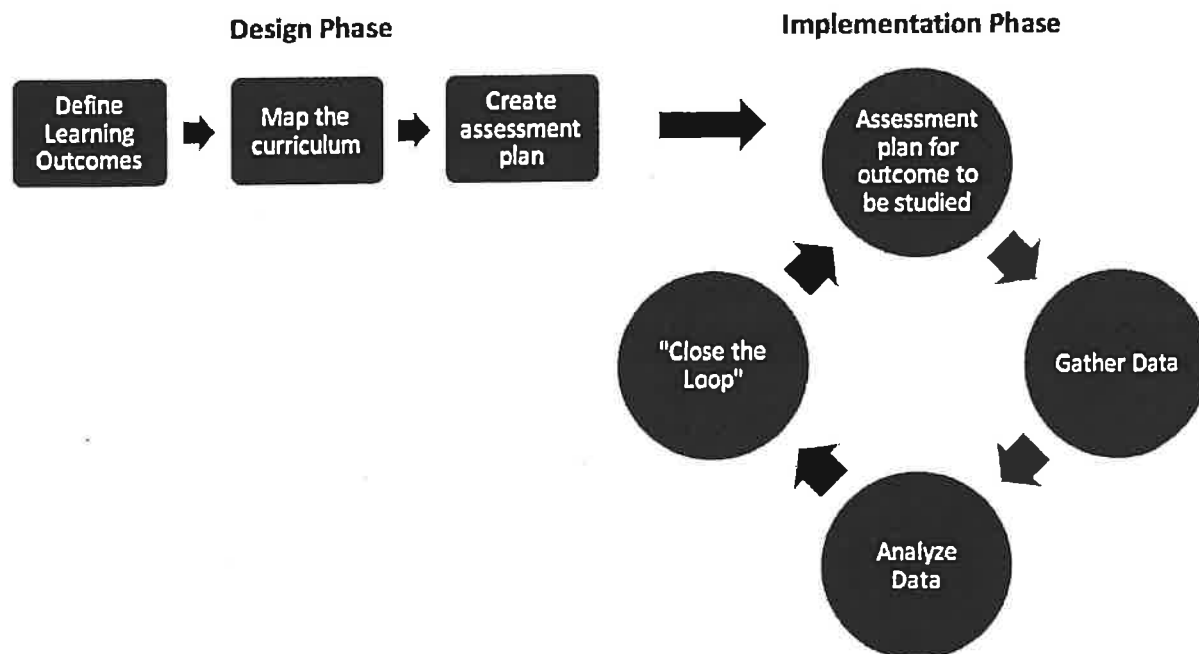 Design Phase
Implementation Phase
Define
Learning
Outcomes
Map the
curriculum
Create
assessment
plan
Assessment
plan for
outcome to
be studied
Gather Data
Analyze
Data
"Close the
Loop"